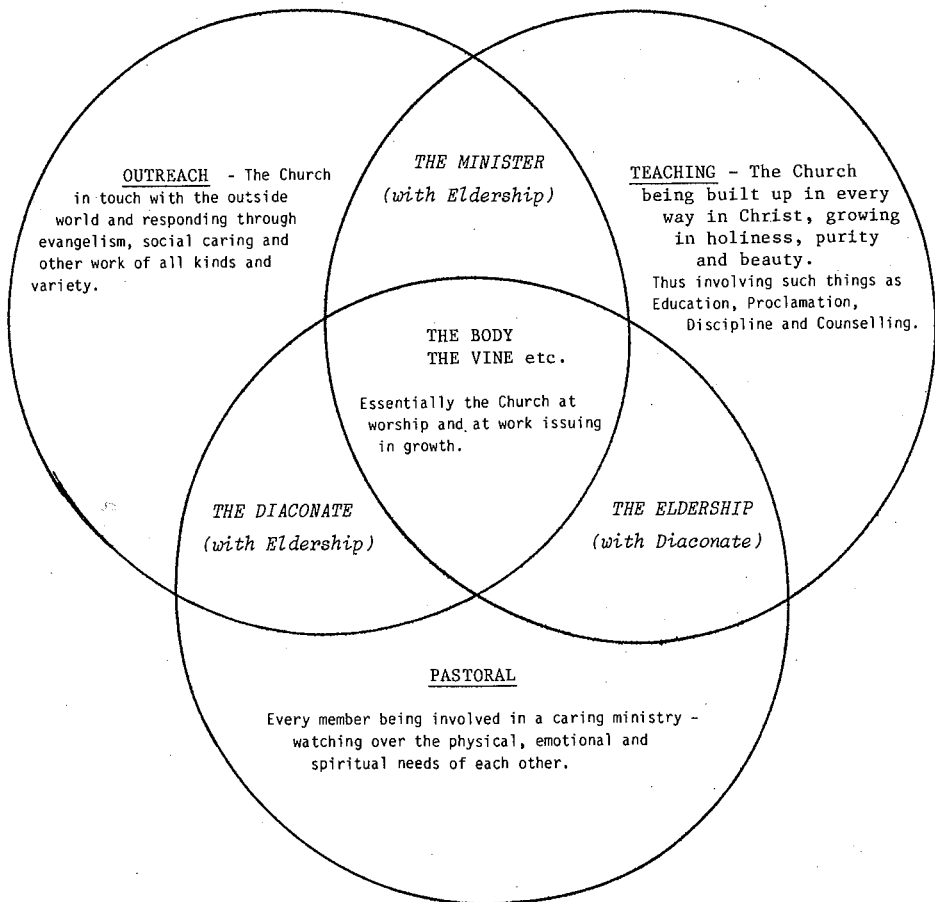 OUTREACH - The Church
in touch with the outside
world and responding through
evangelism, social caring and
other work of all kinds and
variety.
THE MINISTER
(with Eldership)
TEACHING - The Church
being built up in every
way in Christ, growing
in holiness, purity
and beauty.
Thus involving such things as
Education, Proclamation,
Discipline and Counselling.
THE BODY
THE VINE etc.
Essentially the Church at
worship and at work issuing
in growth.
THE DIACONATE
(with Eldership)
THE ELDERSHIP
(with Diaconate)
PASTORAL
Every member being involved in a caring ministry -
watching over the physical, emotional and
spiritual needs of each other.